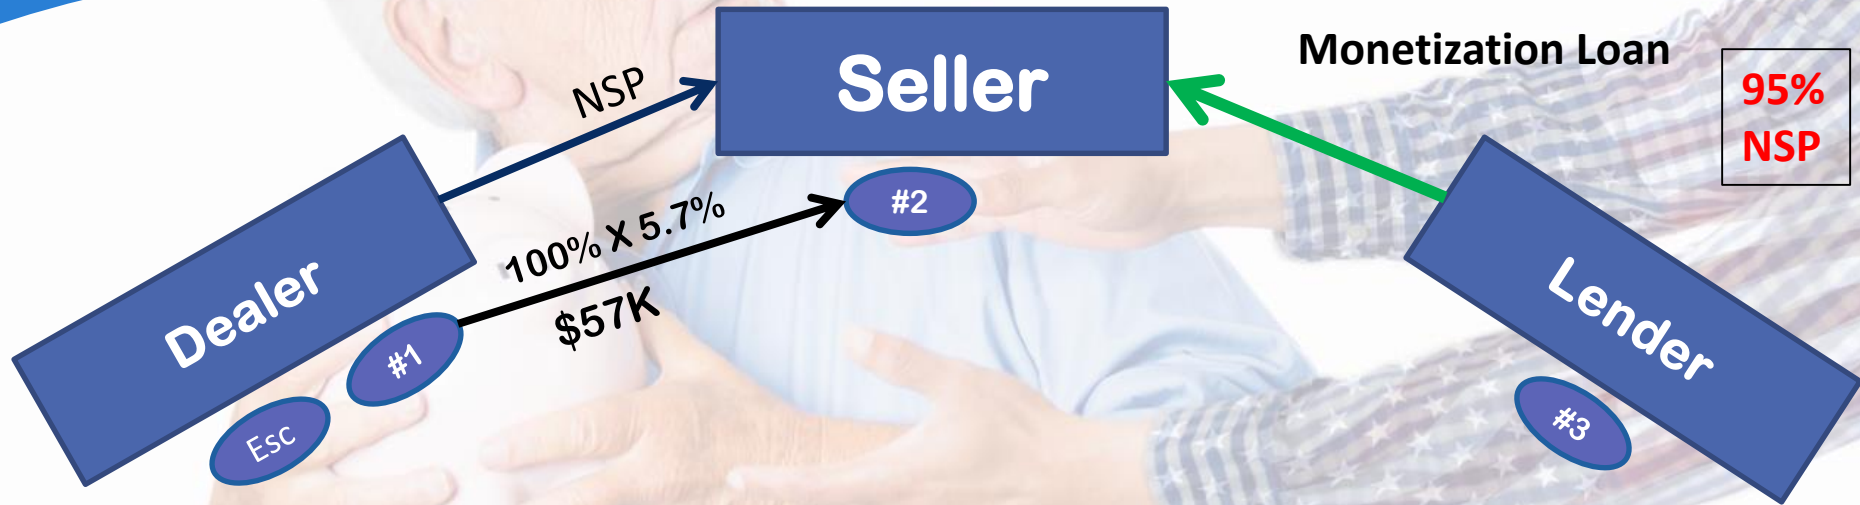 Seller
Monetization Loan
95%
NSP
NSP
#2
100% X 5.7%
$57K
Dealer
#1
Esc
Lender
#3